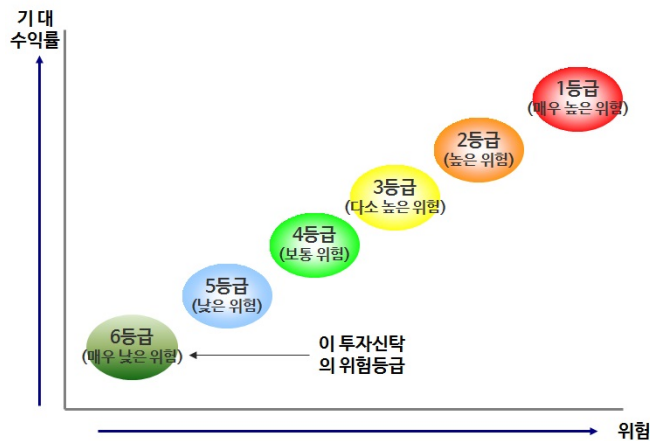 기 대
수익률
1등급
(매우 높은 위험)
2등급
(높은 위험)
3등급
(다소 높은 위험)
4등급
(보통 위험)
5등급
(낮은 위험)
6등급
(매우 낮은 위험)
이 투자신탁
의 위험등급
위험